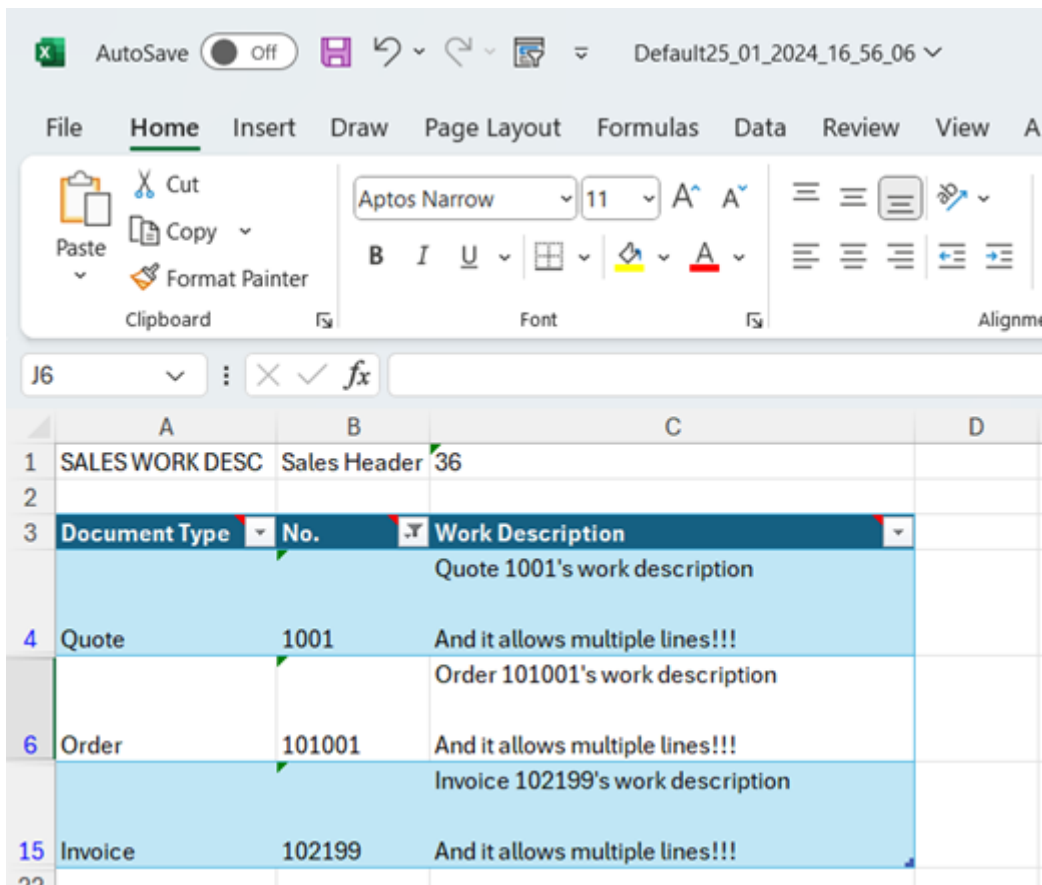 AutoSave Off Default25_01_2024_16_56_06
File Home Insert Draw Page Layout Formulas Data Review View A
Paste
Cut
Copy
Format Painter
Clipboard
Aptos Narrow 11 A A
B I U A
Font
ab
Alignme
J6 fx
A B C D
1 SALES WORK DESC Sales Header 36
2
3 Document Type No. Work Description
Quote 1001's work description
4 Quote 1001 And it allows multiple lines!!!
Order 101001's work description
6 Order 101001 And it allows multiple lines!!!
Invoice 102199's work description
15 Invoice 102199 And it allows multiple lines!!!